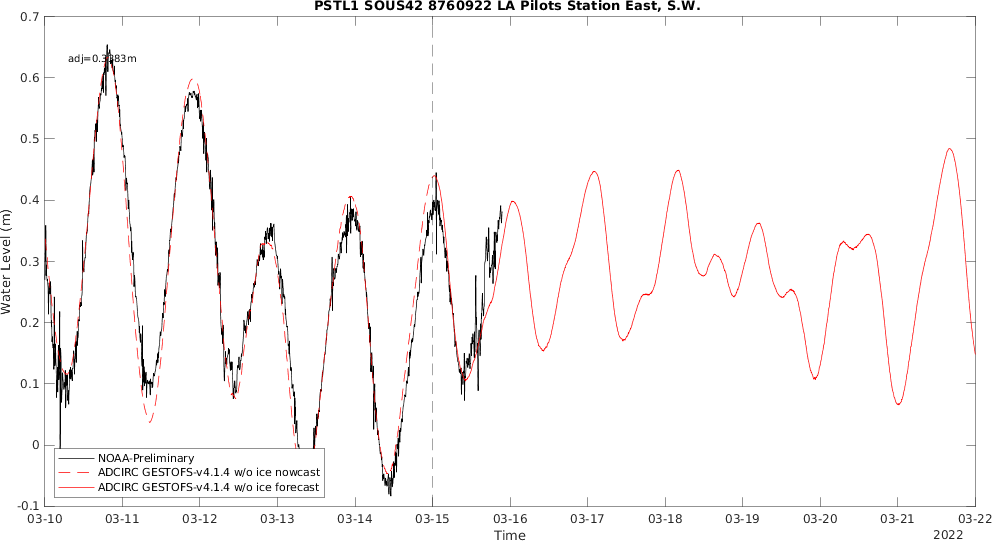 PSTL1 SOUS42 8760922 LA Pilots Station East, S.W.
0.7
0.6
0.5
0.4
0.3
0.2
0.1
0
-0.1
Water Level (m)
NOAA-Preliminary
ADCIRC GESTOFS-v4.1.4 w/o ice nowcast
ADCIRC GESTOFS-v4.1.4 w/o ice forecast
03-10 03-11 03-12 03-13 03-14 03-15 03-16 03-17 03-18 03-19 03-20 03-21 03-22
Time
2022